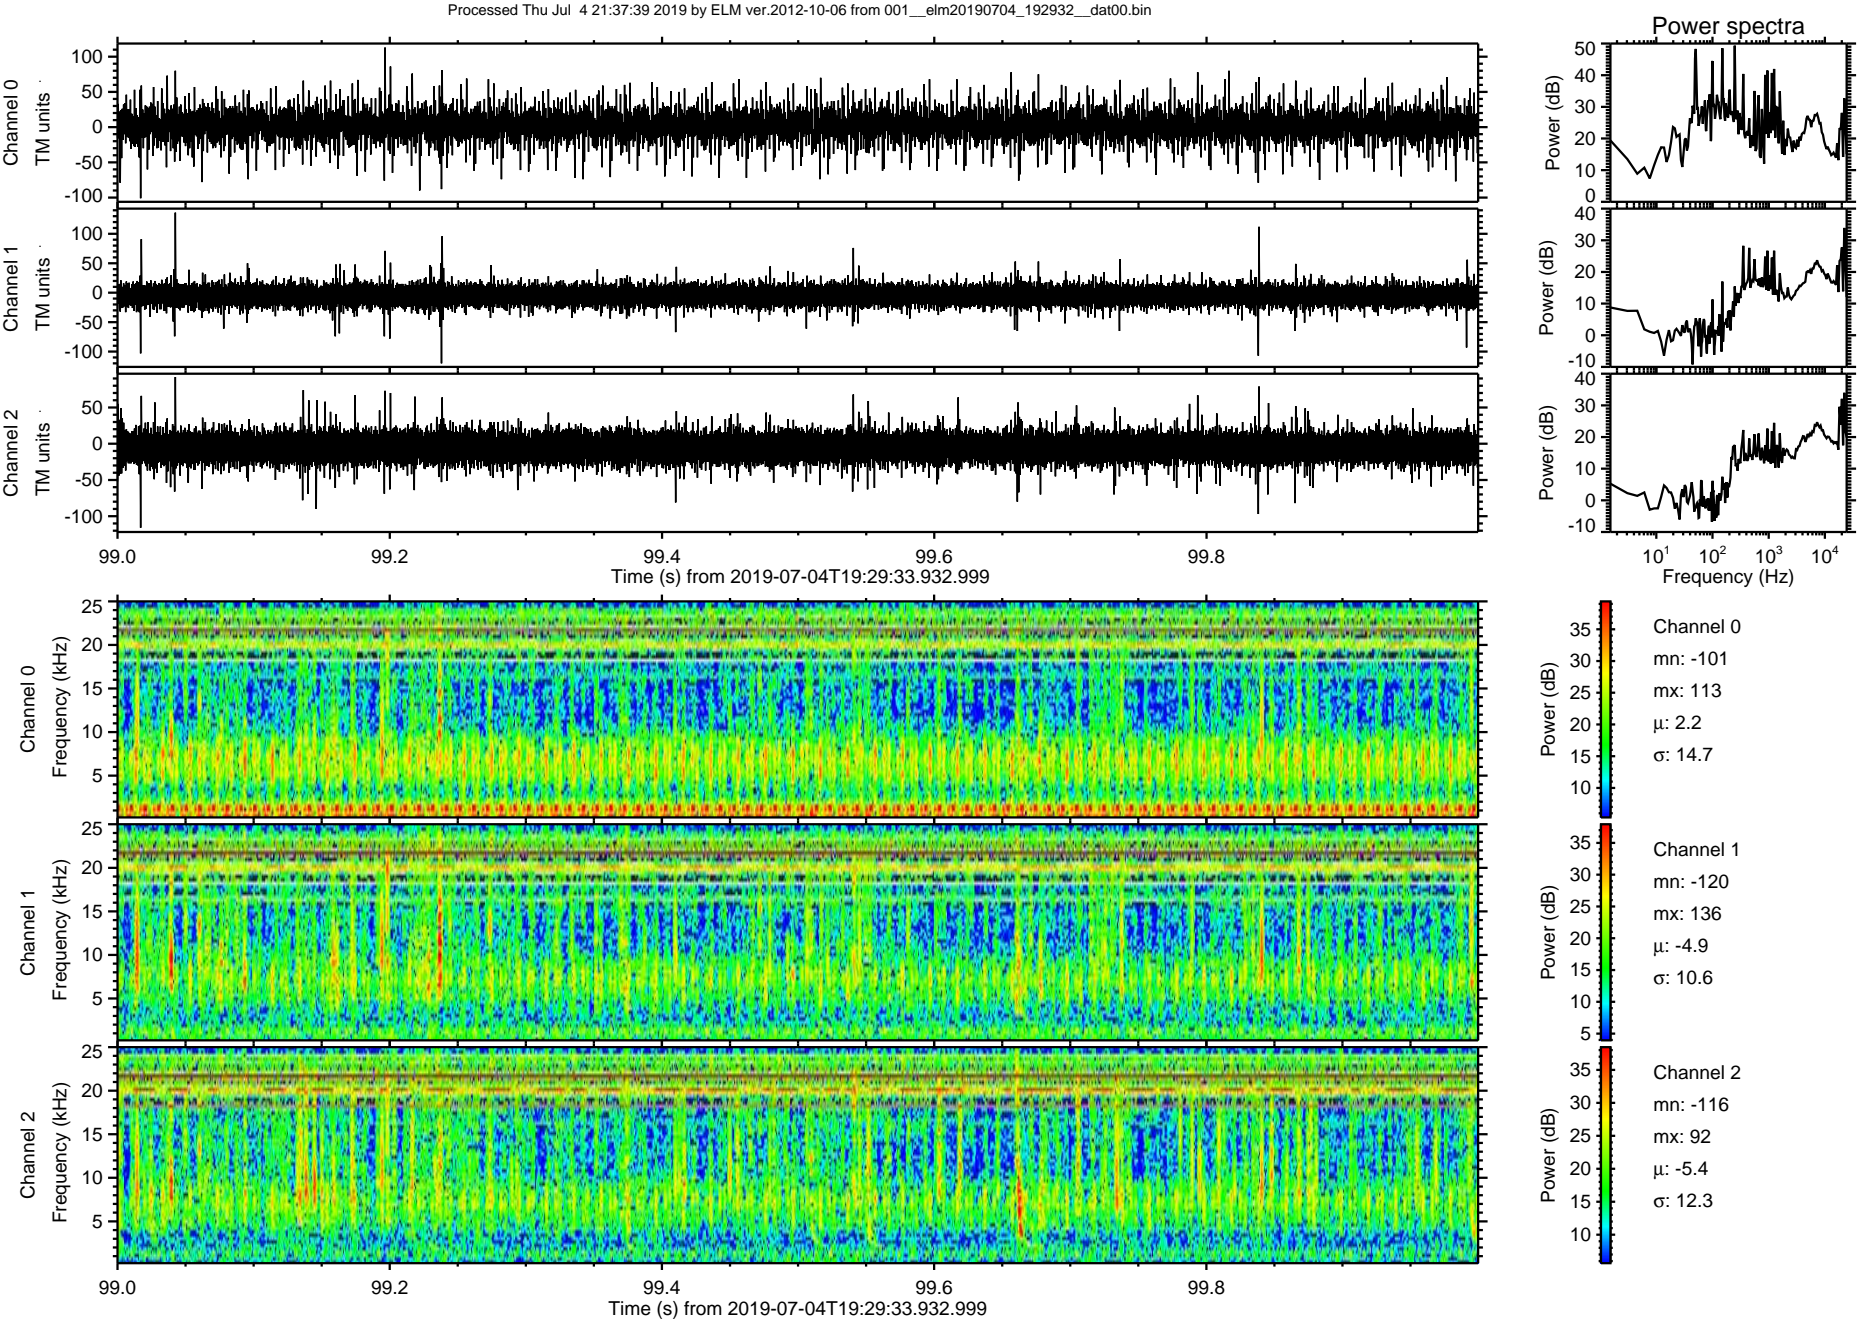 Processed Thu Jul  4 21:37:39 2019 by ELM ver.2012-10-06 from 001__elm20190704_192932__dat00.bin
Power spectra
Channel 0
TM units
100
50
0
-50
-100
Power (dB)
50
40
30
20
10
0
Channel 1
TM units
100
50
0
-50
-100
Power (dB)
40
30
20
10
0
-10
Channel 2
TM units
50
0
-50
-100
Power (dB)
40
30
20
10
0
-10
99.0 99.2 99.4 99.6 99.8
Time (s) from 2019-07-04T19:29:33.932.999
10¹ 10² 10³ 10⁴
Frequency (Hz)
Channel 0
Frequency (kHz)
25
20
15
10
5
Power (dB)
35
30
25
20
15
10
Channel 0
mn: -101
mx: 113
μ: 2.2
σ: 14.7
Channel 1
Frequency (kHz)
25
20
15
10
5
Power (dB)
35
30
25
20
15
10
5
Channel 1
mn: -120
mx: 136
μ: -4.9
σ: 10.6
Channel 2
Frequency (kHz)
25
20
15
10
5
Power (dB)
35
30
25
20
15
10
Channel 2
mn: -116
mx: 92
μ: -5.4
σ: 12.3
99.0 99.2 99.4 99.6 99.8
Time (s) from 2019-07-04T19:29:33.932.999